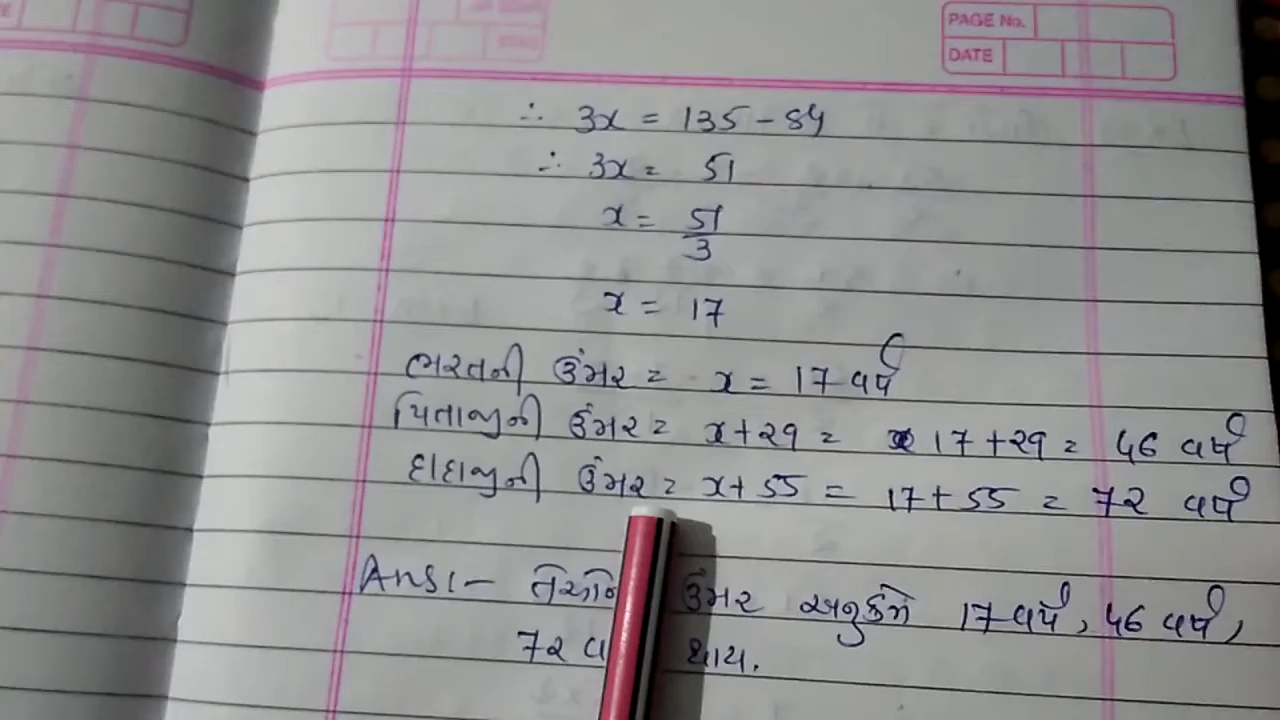 PAGE No.
DATE
∴ 3x = 135 - 84
∴ 3x = 51
x = 51/3
x = 17
ભરતની ઉંમર = x = 17 વર્ષ
પિતાજીની ઉંમર = x + 29 = 17 + 29 = 46 વર્ષ
દાદાજીની ઉંમર = x + 55 = 17 + 55 = 72 વર્ષ
Ans:- ઉંમર અનુક્રમે 17 વર્ષ, 46 વર્ષ,
72 થાય.